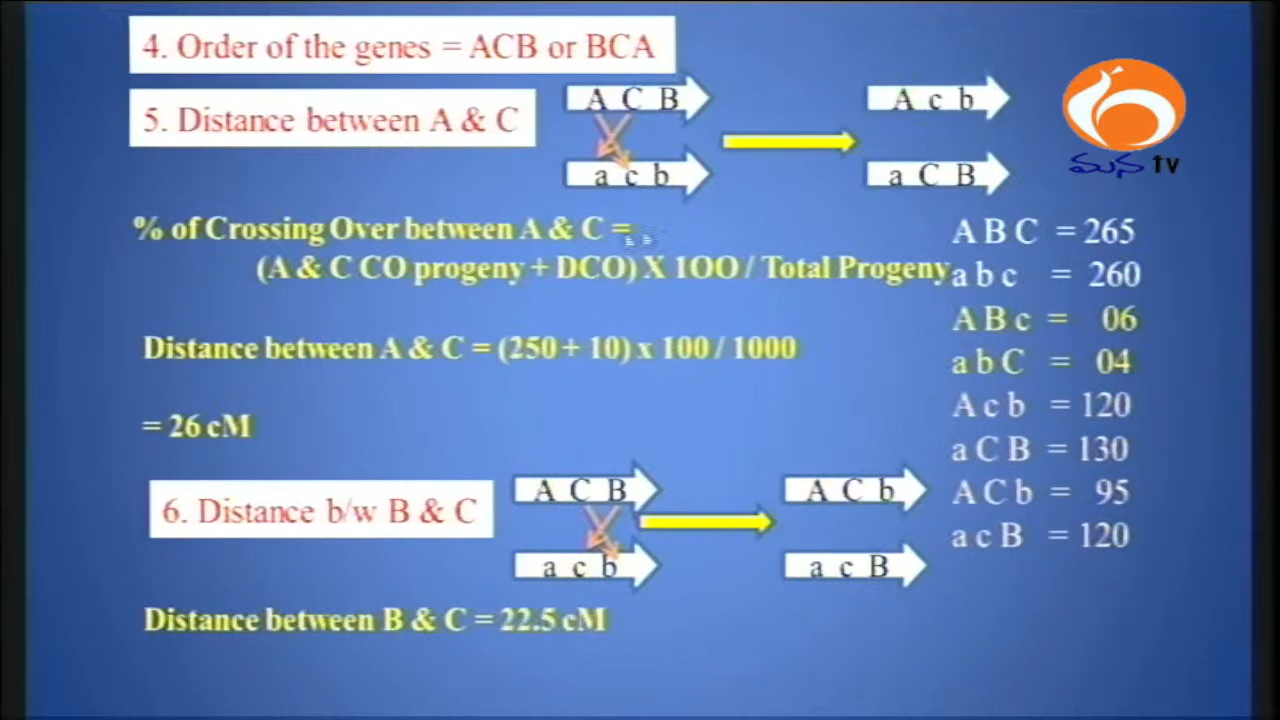 4. Order of the genes = ACB or BCA
5. Distance between A & C
A C B
a c b
A c b
a C B
మన tv
% of Crossing Over between A & C =
(A & C CO progeny + DCO) X 1OO / Total Progeny
Distance between A & C = (250 + 10) x 100 / 1000
= 26 cM
A B C = 265
a b c = 260
A B c = 06
a b C = 04
A c b = 120
a C B = 130
A C b = 95
a c B = 120
6. Distance b/w B & C
A C B
a c b
A C b
a c B
Distance between B & C = 22.5 cM